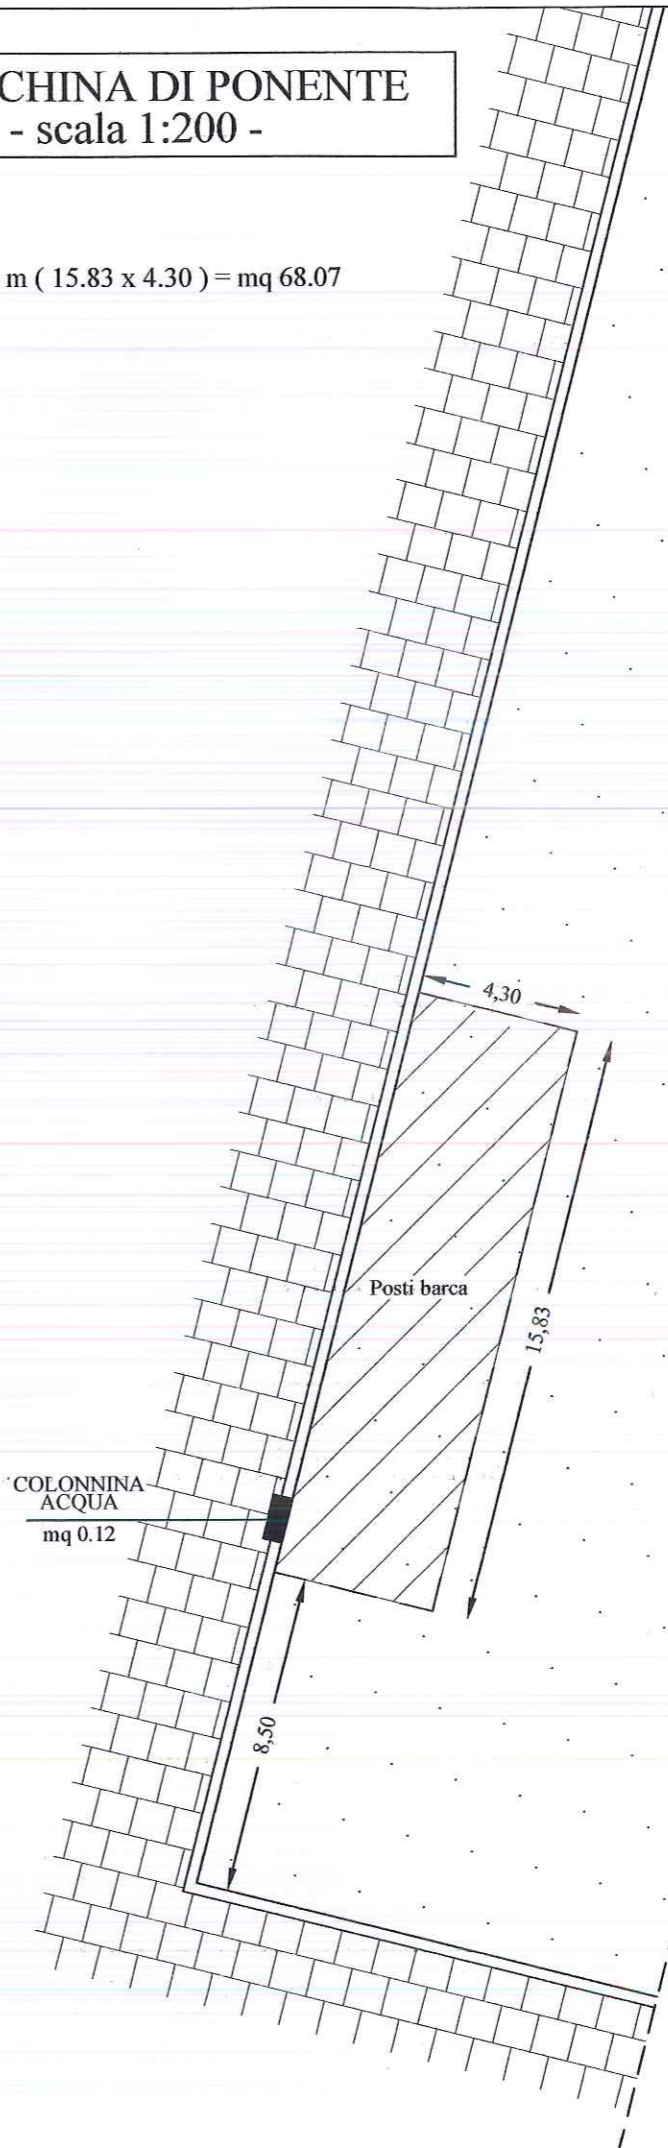 CHINA DI PONENTE
- scala 1:200 -
m ( 15.83 x 4.30 ) = mq 68.07
4,30
Posti barca
15,83
COLONNINA
ACQUA
mq 0.12
8,50